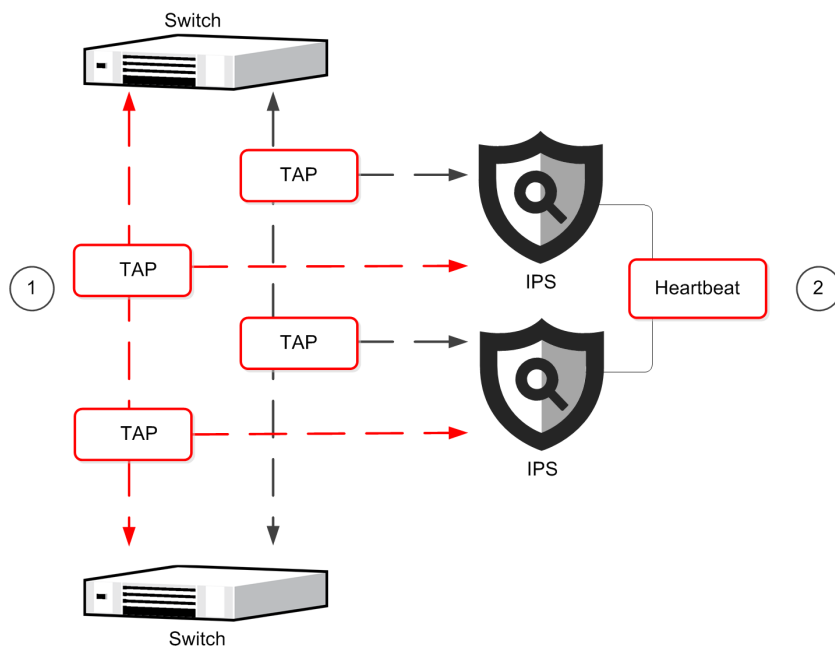 Switch
TAP
TAP
1
IPS
Heartbeat
2
TAP
TAP
IPS
Switch